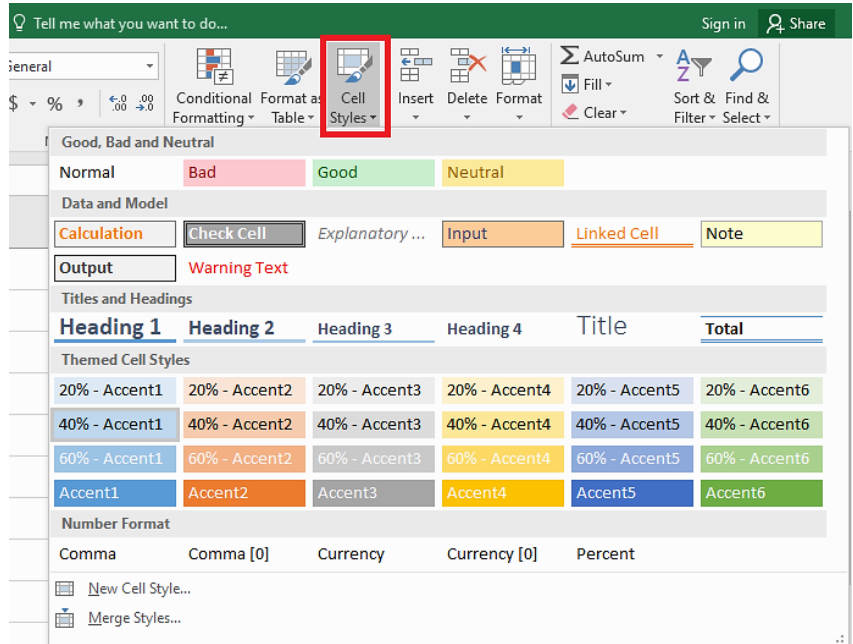 Tell me what you want to do...
Sign in
Share
General
$ % , .0 .00 .00 .0
Conditional Formatting
Format as Table
Cell Styles
Insert
Delete
Format
AutoSum
Fill
Clear
Sort & Filter
Find & Select
Good, Bad and Neutral
Normal Bad Good Neutral
Data and Model
Calculation Check Cell Explanatory ... Input Linked Cell Note
Output Warning Text
Titles and Headings
Heading 1 Heading 2 Heading 3 Heading 4 Title Total
Themed Cell Styles
20% - Accent1 20% - Accent2 20% - Accent3 20% - Accent4 20% - Accent5 20% - Accent6
40% - Accent1 40% - Accent2 40% - Accent3 40% - Accent4 40% - Accent5 40% - Accent6
60% - Accent1 60% - Accent2 60% - Accent3 60% - Accent4 60% - Accent5 60% - Accent6
Accent1 Accent2 Accent3 Accent4 Accent5 Accent6
Number Format
Comma Comma [0] Currency Currency [0] Percent
New Cell Style...
Merge Styles...